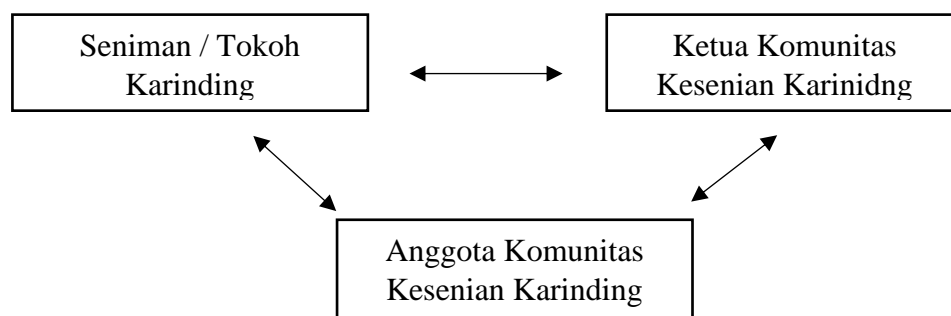 Seniman / Tokoh
Karinding
Ketua Komunitas
Kesenian Karinidng
Anggota Komunitas
Kesenian Karinding